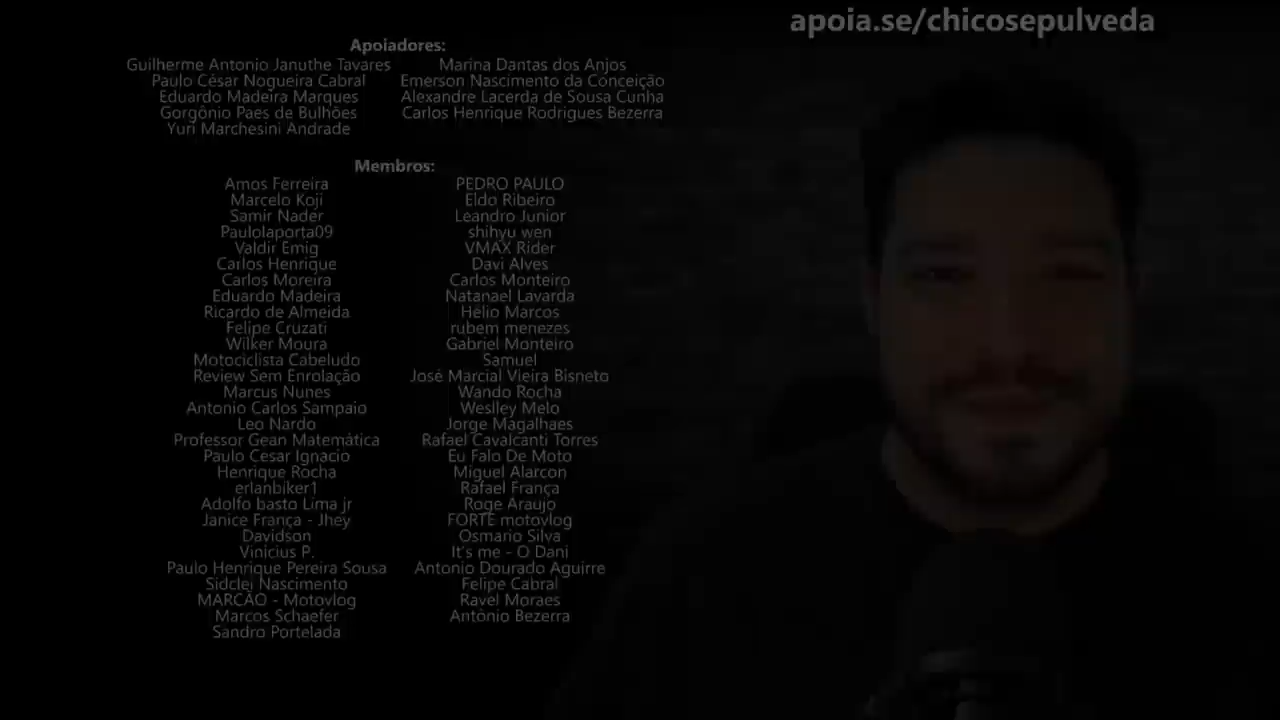 apoia.se/chicosepulveda
Apoiadores:
Guilherme Antonio Januthe Tavares
Marina Dantas dos Anjos
Paulo César Nogueira Cabral
Emerson Nascimento da Conceição
Eduardo Madeira Marques
Alexandre Lacerda de Sousa Cunha
Gorgônio Paes de Bulhões
Carlos Henrique Rodrigues Bezerra
Yuri Marchesini Andrade
Membros:
Amos Ferreira
PEDRO PAULO
Marcelo Koji
Eldo Ribeiro
Samir Nader
Leandro Junior
Paulolaporta09
shihyu wen
Valdir Emig
VMAX Rider
Carlos Henrique
Davi Alves
Carlos Moreira
Carlos Monteiro
Eduardo Madeira
Natanael Lavarda
Ricardo de Almeida
Hélio Marcos
Felipe Cruzati
rubem menezes
Wilker Moura
Gabriel Monteiro
Motociclista Cabeludo
Samuel
Review Sem Enrolação
José Marcial Vieira Bisneto
Marcus Nunes
Wando Rocha
Antonio Carlos Sampaio
Weslley Melo
Leo Nardo
Jorge Magalhaes
Professor Gean Matemática
Rafael Cavalcanti Torres
Paulo Cesar Ignacio
Eu Falo De Moto
Henrique Rocha
Miguel Alarcon
erlanbiker1
Rafael França
Adolfo basto Lima jr
Roge Araujo
Janice França - Jhey
FORTE motovlog
Davidson
Osmario Silva
Vinicius P.
It's me - O Dani
Paulo Henrique Pereira Sousa
Antonio Dourado Aguirre
Sidclei Nascimento
Felipe Cabral
MARCÃO - Motovlog
Ravel Moraes
Marcos Schaefer
Antônio Bezerra
Sandro Portelada